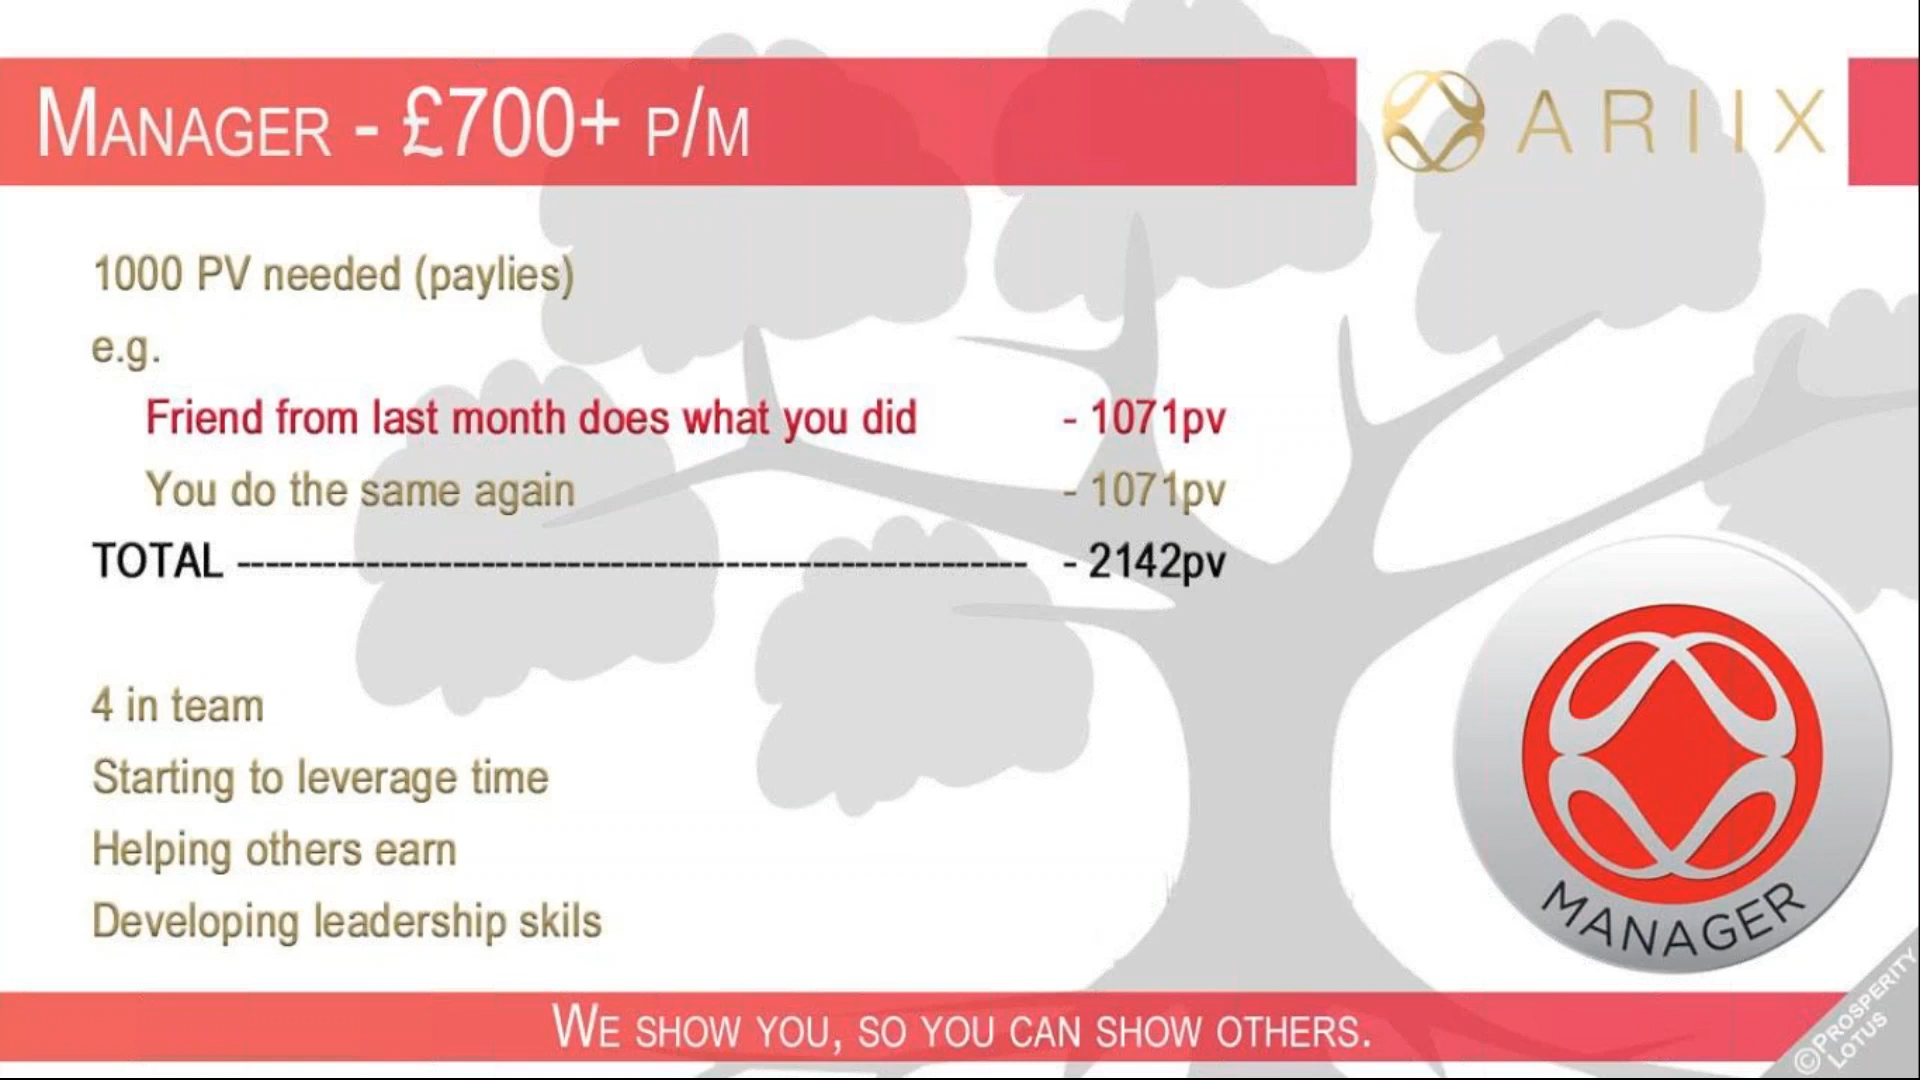 MANAGER - £700+ P/M
ARIIX
1000 PV needed (paylies)
e.g.
Friend from last month does what you did - 1071pv
You do the same again - 1071pv
TOTAL ------------------------------------------------------- - 2142pv
4 in team
Starting to leverage time
Helping others earn
Developing leadership skils
MANAGER
WE SHOW YOU, SO YOU CAN SHOW OTHERS.
©PROSPERITY
LOTUS